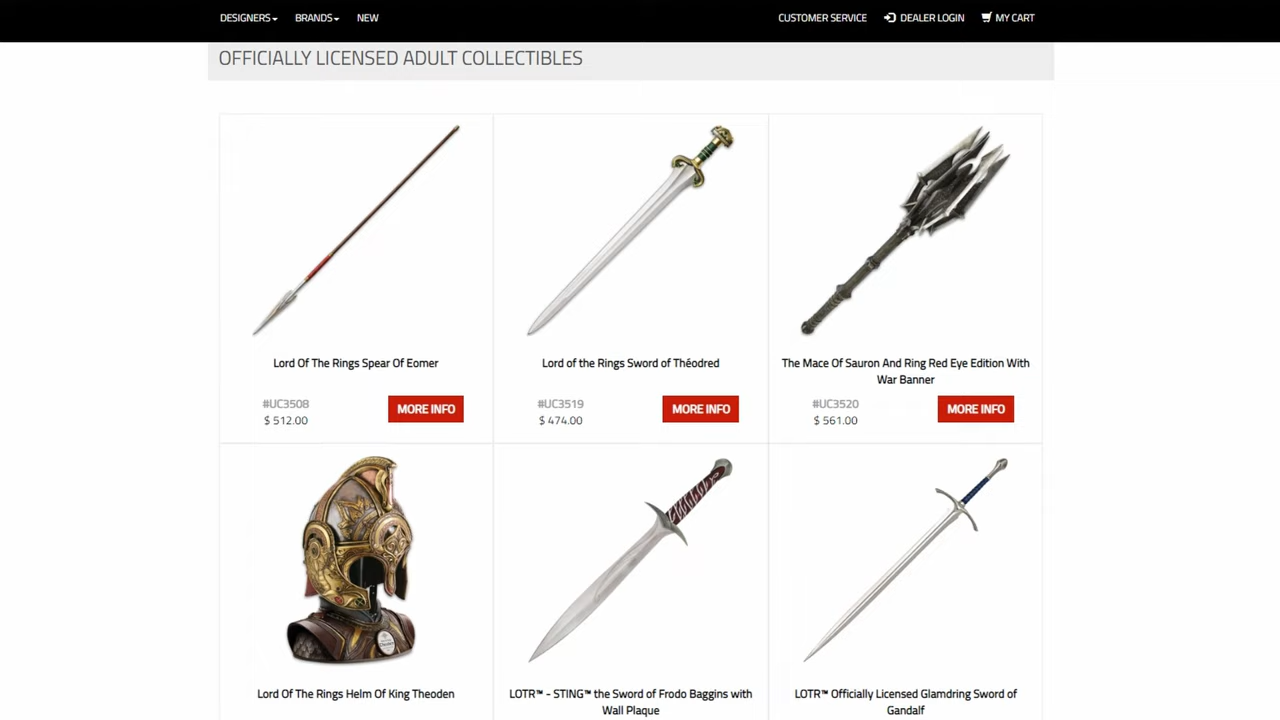 DESIGNERS BRANDS NEW CUSTOMER SERVICE DEALER LOGIN MY CART
OFFICIALLY LICENSED ADULT COLLECTIBLES
Lord Of The Rings Spear Of Eomer
#UC3508
$ 512.00
MORE INFO
Lord of the Rings Sword of Théodred
#UC3519
$ 474.00
MORE INFO
The Mace Of Sauron And Ring Red Eye Edition With
War Banner
#UC3520
$ 561.00
MORE INFO
Lord Of The Rings Helm Of King Theoden
LOTR™ - STING™ the Sword of Frodo Baggins with
Wall Plaque
LOTR™ Officially Licensed Glamdring Sword of
Gandalf